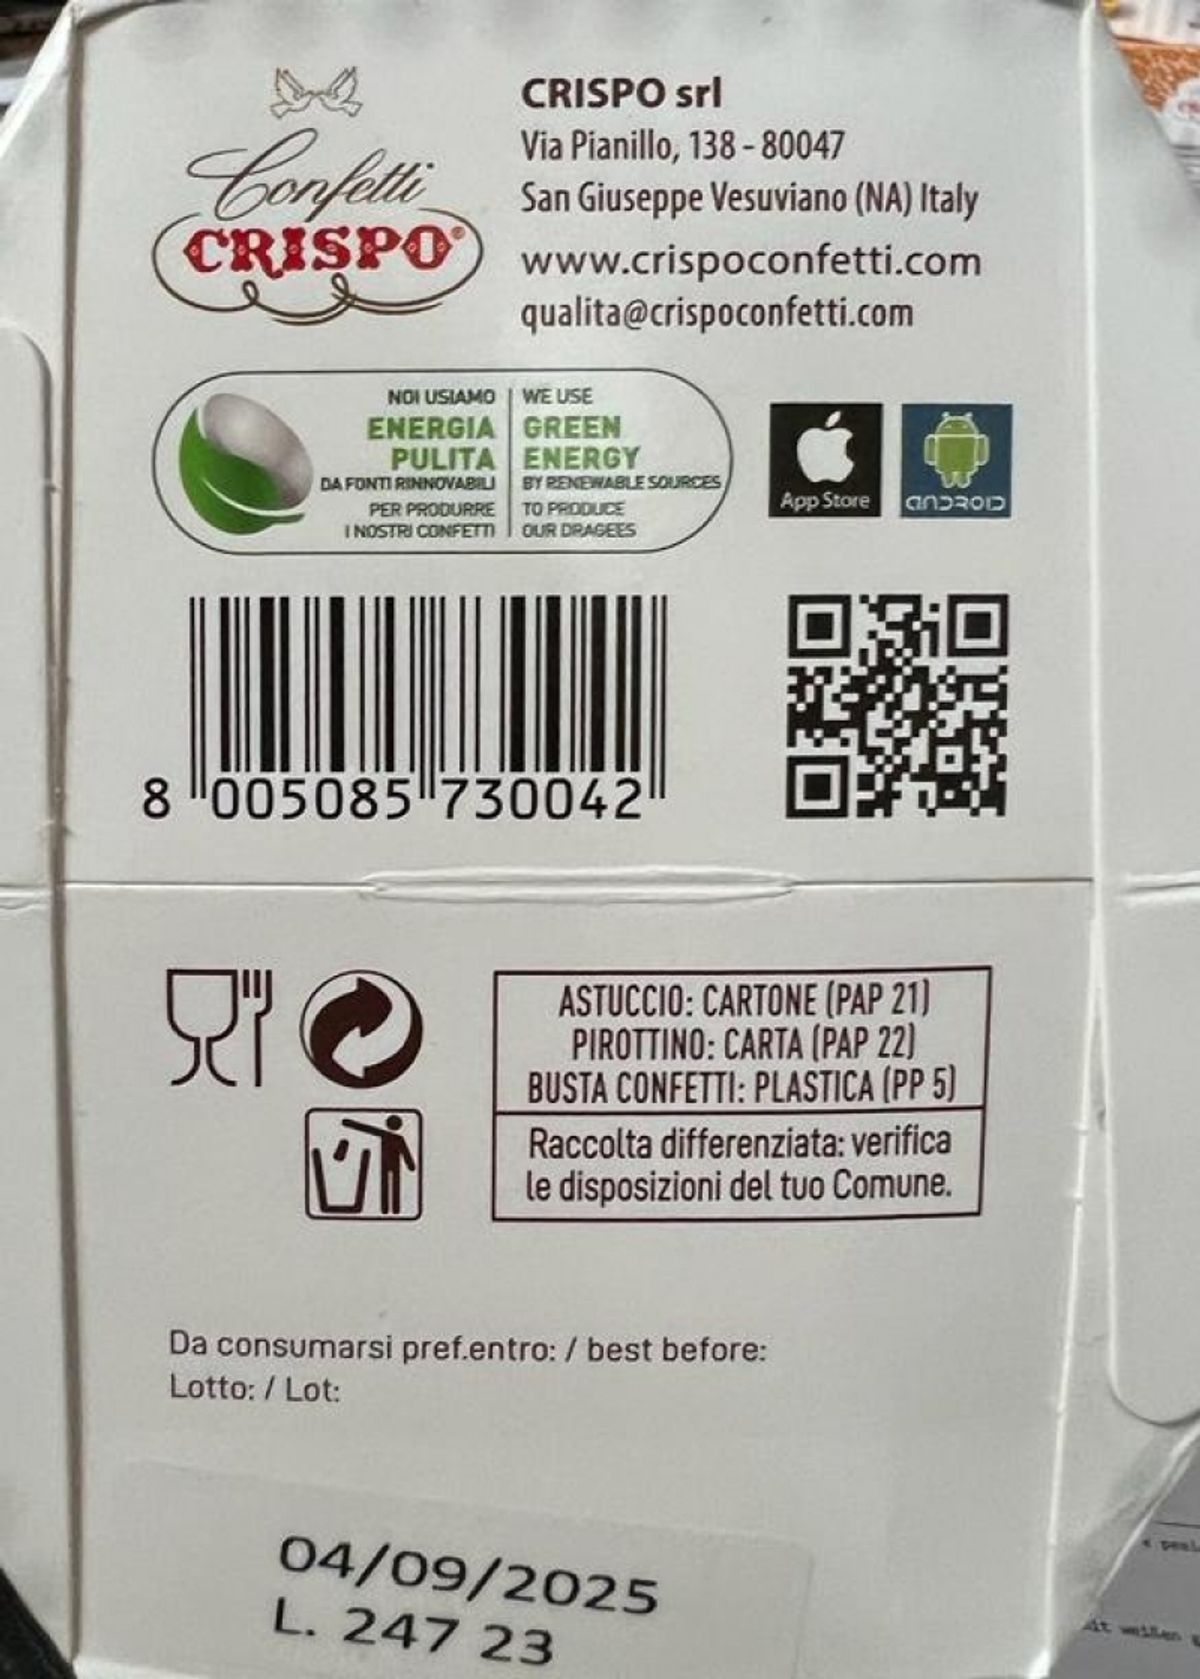 Confetti
CRISPO®
CRISPO srl
Via Pianillo, 138 - 80047
San Giuseppe Vesuviano (NA) Italy
www.crispoconfetti.com
qualita@crispoconfetti.com
NOI USIAMO
ENERGIA
PULITA
DA FONTI RINNOVABILI
PER PRODURRE
I NOSTRI CONFETTI
WE USE
GREEN
ENERGY
BY RENEWABLE SOURCES
TO PRODUCE
OUR DRAGEES
App Store
ANDROID
8 005085 730042
ASTUCCIO: CARTONE (PAP 21)
PIROTTINO: CARTA (PAP 22)
BUSTA CONFETTI: PLASTICA (PP 5)
Raccolta differenziata: verifica
le disposizioni del tuo Comune.
Da consumarsi pref.entro: / best before:
Lotto: / Lot:
04/09/2025
L. 247 23
weißen